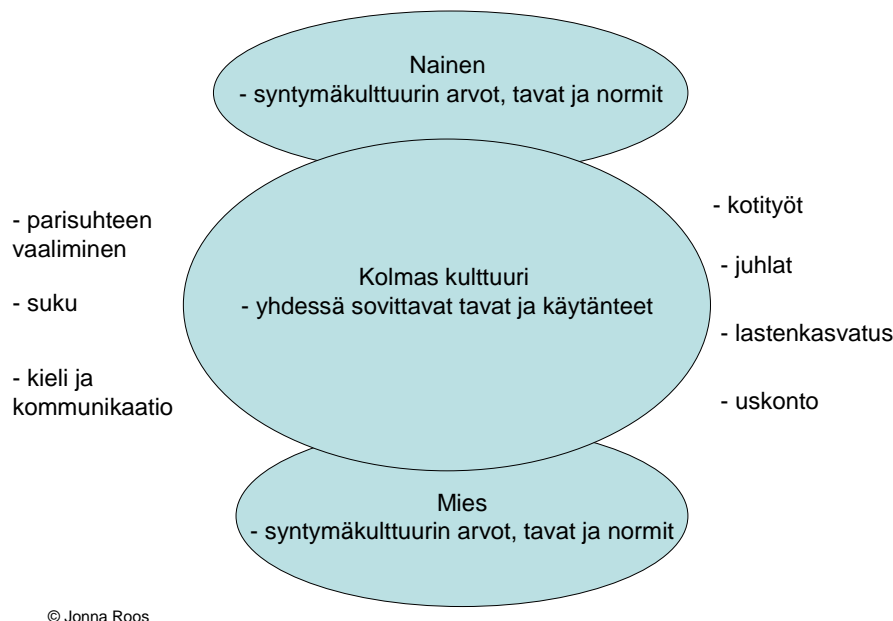 Nainen
- syntymäkulttuurin arvot, tavat ja normit
- parisuhteen
vaaliminen
- suku
- kieli ja
kommunikaatio
Kolmas kulttuuri
- yhdessä sovittavat tavat ja käytänteet
- kotityöt
- juhlat
- lastenkasvatus
- uskonto
Mies
- syntymäkulttuurin arvot, tavat ja normit
© Jonna Roos